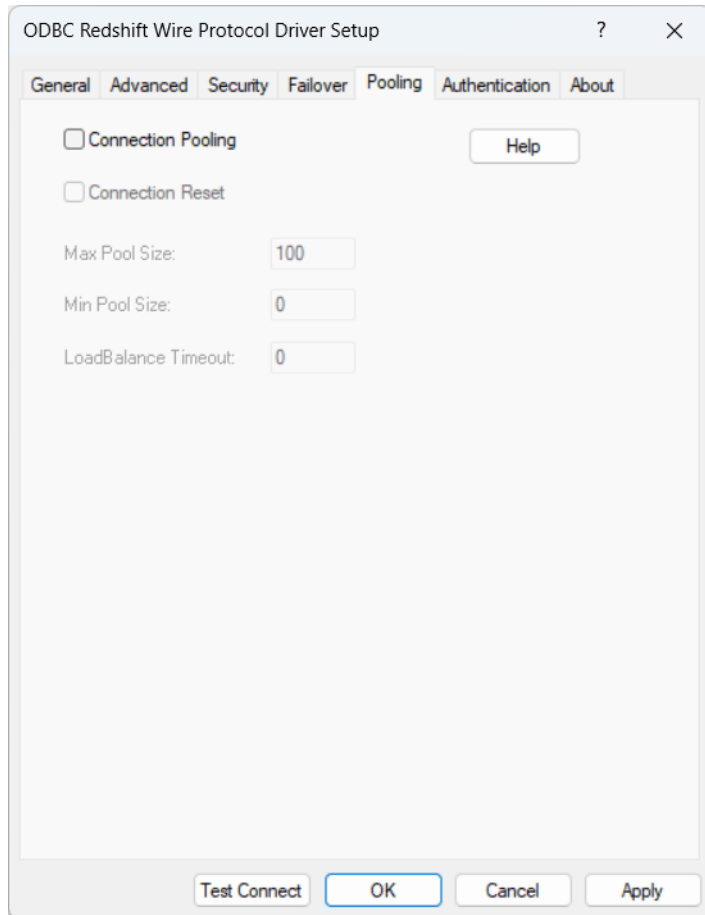 ODBC Redshift Wire Protocol Driver Setup ?
General Advanced Security Failover Pooling Authentication About
Connection Pooling Help
Connection Reset
Max Pool Size: 100
Min Pool Size: 0
LoadBalance Timeout: 0
Test Connect OK Cancel Apply